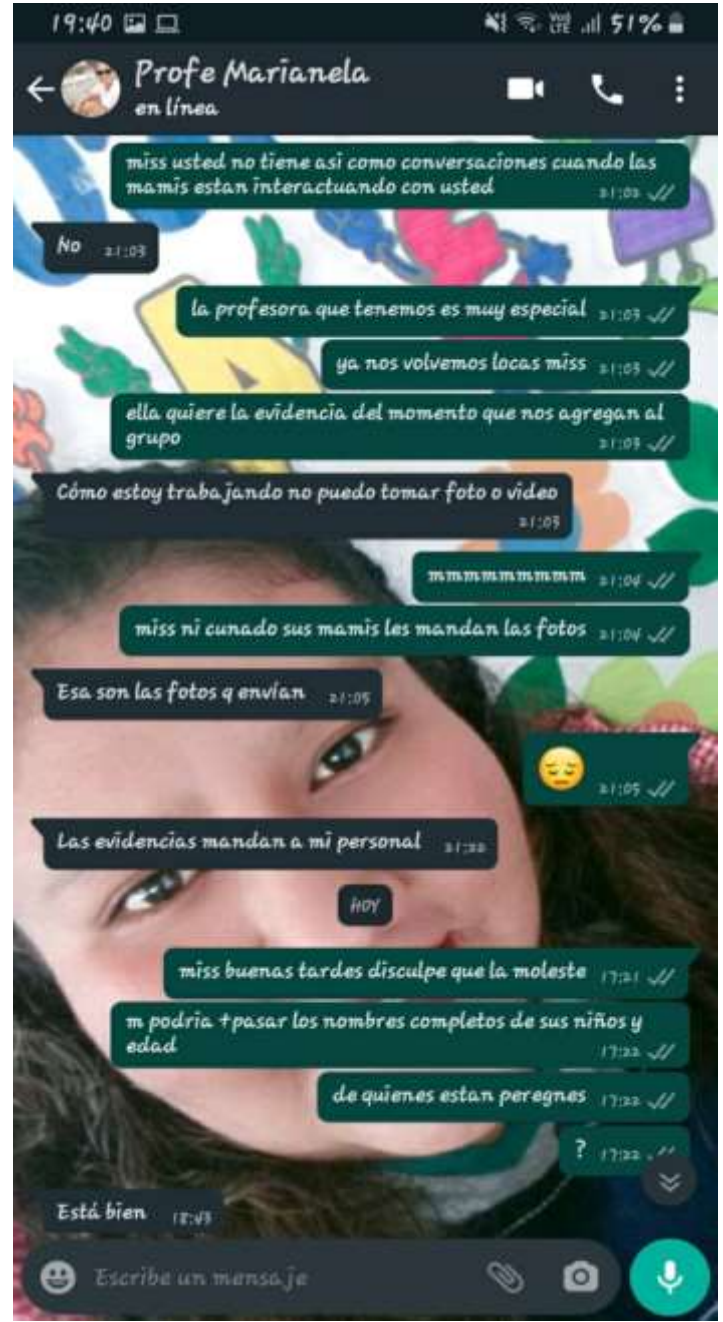 19:40 51%
Profe Marianela
en línea
miss usted no tiene asi como conversaciones cuando las
mamis estan interactuando con usted 21:02
No 21:03
la profesora que tenemos es muy especial 21:03
ya nos volvemos locas miss 21:03
ella quiere la evidencia del momento que nos agregan al
grupo 21:03
Cómo estoy trabajando no puedo tomar foto o video
21:03
mmmmmmmmm 21:04
miss ni cunado sus mamis les mandan las fotos 21:04
Esa son las fotos q envían 21:05
21:05
Las evidencias mandan a mi personal 21:22
HOY
miss buenas tardes disculpe que la moleste 17:21
m podria +pasar los nombres completos de sus niños y
edad 17:22
de quienes estan peregnes 17:22
? 17:22
Está bien 18:43
Escribe un mensaje